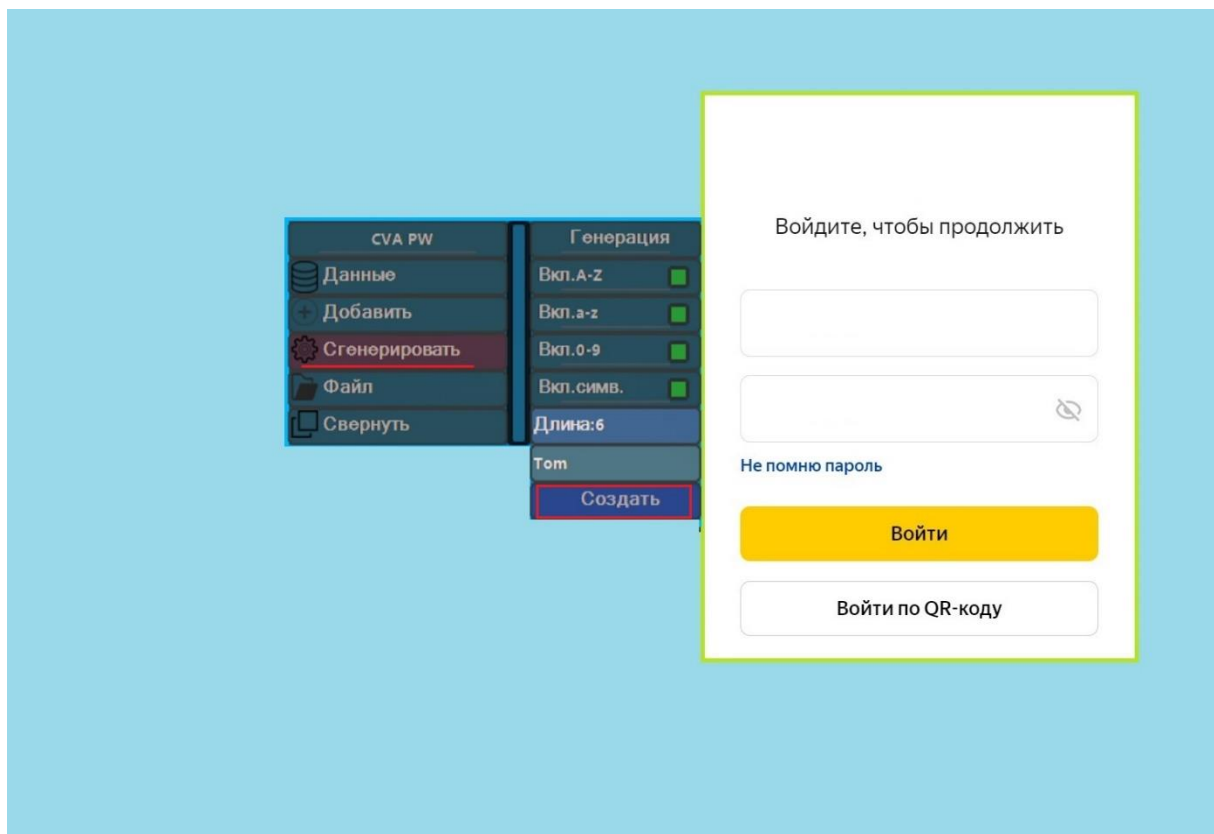 CVA PW
Данные
Добавить
Сгенерировать
Файл
Свернуть
Генерация
Вкл.A-Z
Вкл.a-z
Вкл.0-9
Вкл.симв.
Длина:6
Tom
Создать
Войдите, чтобы продолжить
Не помню пароль
Войти
Войти по QR-коду